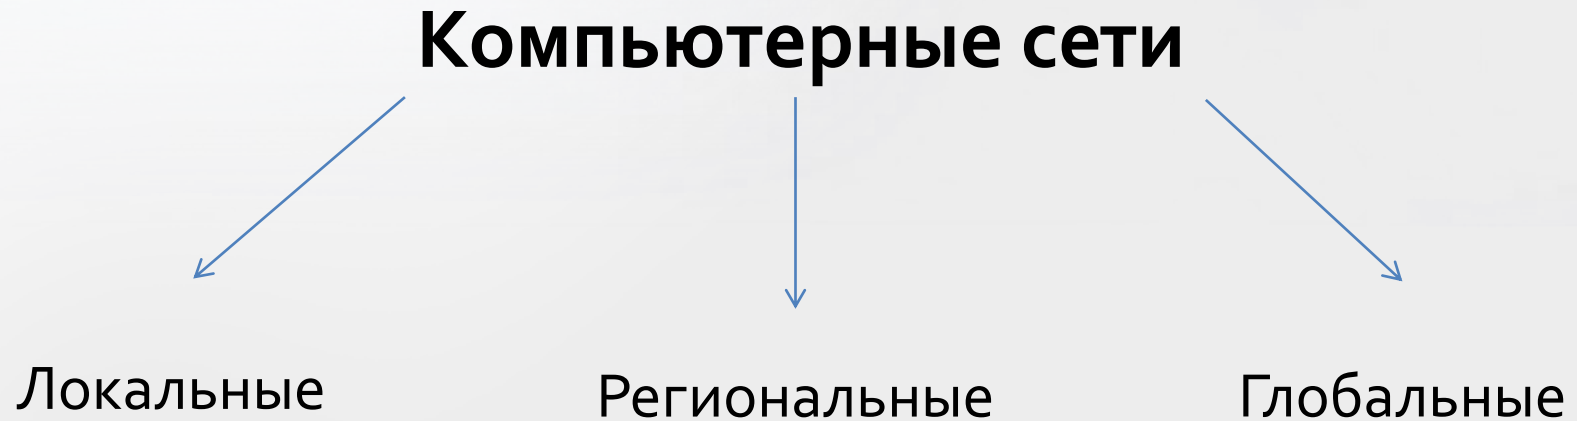 Компьютерные сети
Локальные
Региональные
Глобальные